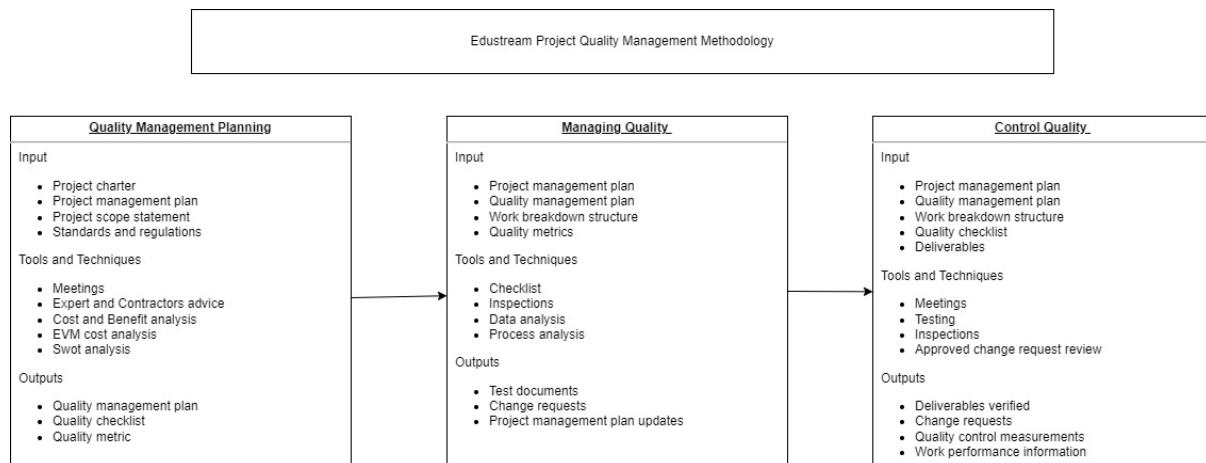 Edustream Project Quality Management Methodology
Quality Management Planning
Input
Project charter
Project management plan
Project scope statement
Standards and regulations
Tools and Techniques
Meetings
Expert and Contractors advice
Cost and Benefit analysis
EVM cost analysis
Swot analysis
Outputs
Quality management plan
Quality checklist
Quality metric
Managing Quality
Input
Project management plan
Quality management plan
Work breakdown structure
Quality metrics
Tools and Techniques
Checklist
Inspections
Data analysis
Process analysis
Outputs
Test documents
Change requests
Project management plan updates
Control Quality
Input
Project management plan
Quality management plan
Work breakdown structure
Quality checklist
Deliverables
Tools and Techniques
Meetings
Testing
Inspections
Approved change request review
Outputs
Deliverables verified
Change requests
Quality control measurements
Work performance information